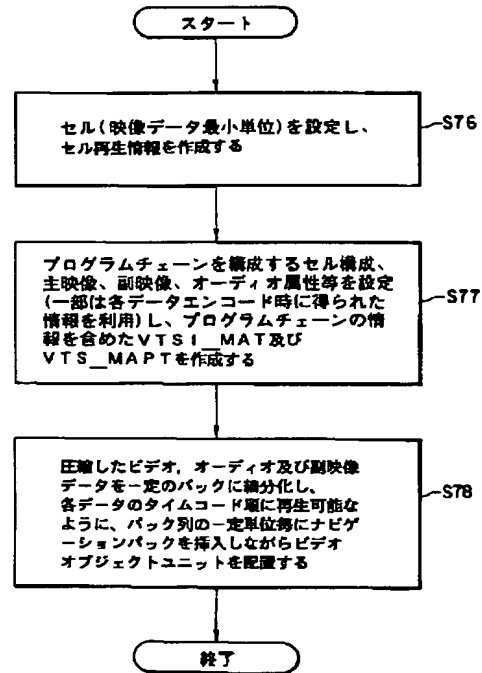 スタート
セル(映像データ最小単位)を設定し、
セル再生情報を作成する
S76
プログラムチェーンを構成するセル構成、
主映像、副映像、オーディオ属性等を設定
(一部は各データエンコード時に得られた
情報を利用)し、プログラムチェーンの情
報を含めたVTSI__MAT及び
VTS__MAPTを作成する
S77
圧縮したビデオ,オーディオ及び副映像
データを一定のパックに細分化し、
各データのタイムコード順に再生可能な
ように、パック列の一定単位毎にナビゲ
ーションパックを挿入しながらビデオ
オブジェクトユニットを配置する
S78
終了